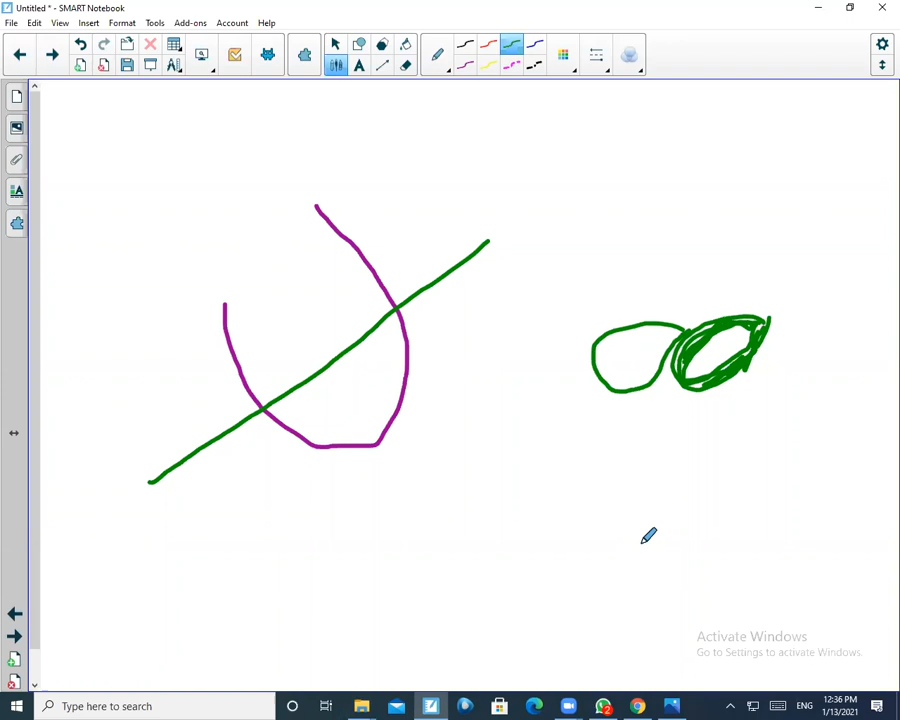 Untitled * - SMART Notebook
File Edit View Insert Format Tools Add-ons Account Help
Activate Windows
Go to Settings to activate Windows.
Type here to search
2
ENG
12:36 PM
1/13/2021